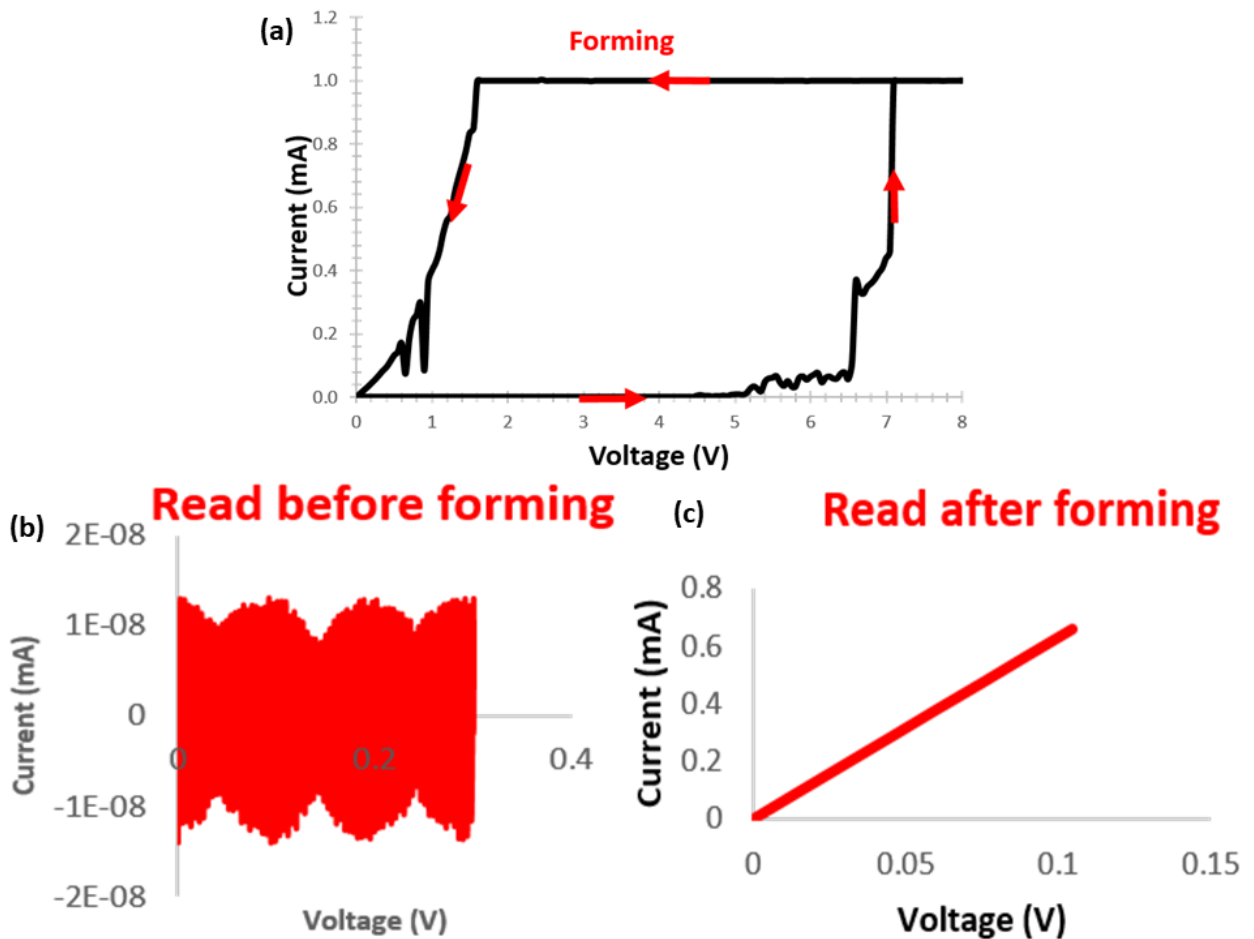 (a)
Forming
Current (mA)
1.2
1.0
0.8
0.6
0.4
0.2
0.0
0 1 2 3 4 5 6 7 8
Voltage (V)
(b)
Read before forming
Current (mA)
2E-08
1E-08
0
-1E-08
-2E-08
0 0.2 0.4
Voltage (V)
(c)
Read after forming
Current (mA)
0.8
0.6
0.4
0.2
0
0 0.05 0.1 0.15
Voltage (V)